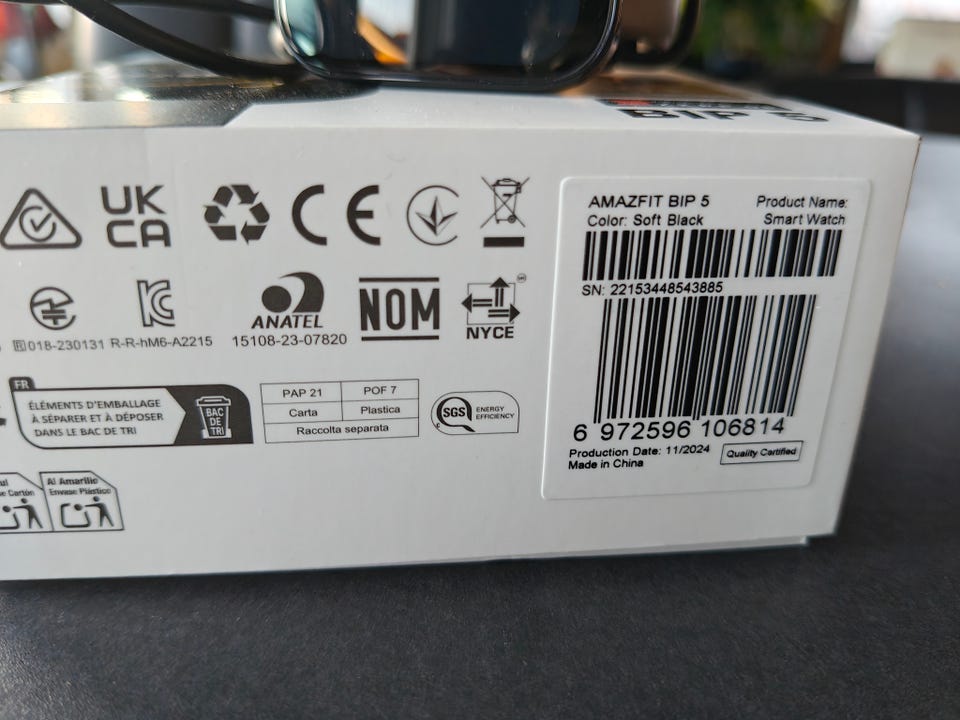 BIP 5
UK
CA
CE
AMAZFIT BIP 5
Color: Soft Black
Product Name:
Smart Watch
SN: 22153448543885
6 972596 106814
Production Date: 11/2024
Made in China
Quality Certified
018-230131
R-R-hM6-A2215
ANATEL
15108-23-07820
NOM
NYCE
FR
ÉLÉMENTS D'EMBALLAGE
À SÉPARER ET À DÉPOSER
DANS LE BAC DE TRI
BAC
DE
TRI
PAP 21
POF 7
Carta
Plastica
Raccolta separata
SGS
ENERGY
EFFICIENCY
Al Amarillo
Envase Plástico